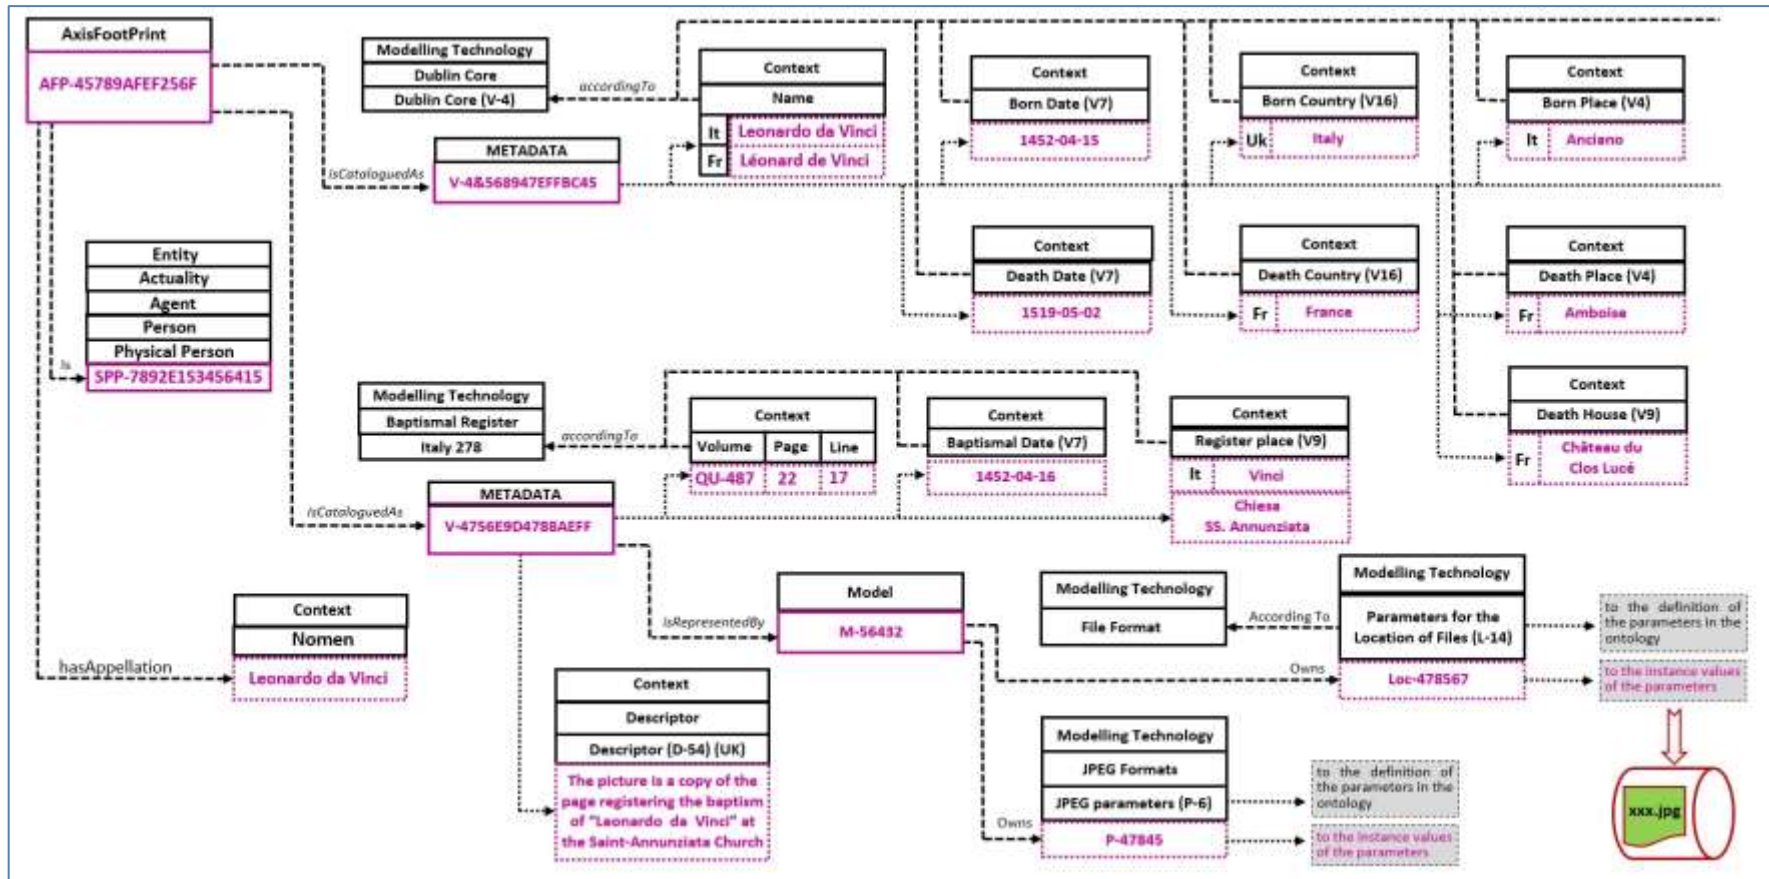 AxisFootPrint
AFP-45789AFEF256F
Modelling Technology
Dublin Core
Dublin Core (V-4)
accordingTo
Context
Name
It Leonardo da Vinci
Fr Léonard de Vinci
Context
Born Date (V7)
1452-04-15
Context
Born Country (V16)
Uk Italy
Context
Born Place (V4)
It Anciano
METADATA
V-4&568947EFFBC45
isCataloguedAs
Entity
Actuality
Agent
Person
Physical Person
SPP-7892E153456415
Is
Context
Death Date (V7)
1519-05-02
Context
Death Country (V16)
Fr France
Context
Death Place (V4)
Fr Amboise
Context
Death House (V9)
Fr Château du
Clos Lucé
Modelling Technology
Baptismal Register
Italy 278
accordingTo
Context
Volume Page Line
QU-487 22 17
Context
Baptismal Date (V7)
1452-04-16
Context
Register place (V9)
It Vinci
Chiesa
SS. Annunziata
METADATA
V-4756E9D478BAEFF
IsCataloguedAs
Context
Nomen
Leonardo da Vinci
hasAppellation
isRepresentedBy
Model
M-56432
Modelling Technology
File Format
According To
Modelling Technology
Parameters for the
Location of Files (L-14)
Loc-478567
Owns
to the definition of
the parameters in the
ontology
to the instance values
of the parameters
Context
Descriptor
Descriptor (D-54) (UK)
The picture is a copy of the
page registering the baptism
of "Leonardo da Vinci" at
the Saint-Annunziata Church
Modelling Technology
JPEG Formats
JPEG parameters (P-6)
P-47845
Owns
to the definition of
the parameters in the
ontology
to the instance values
of the parameters
xxx.jpg